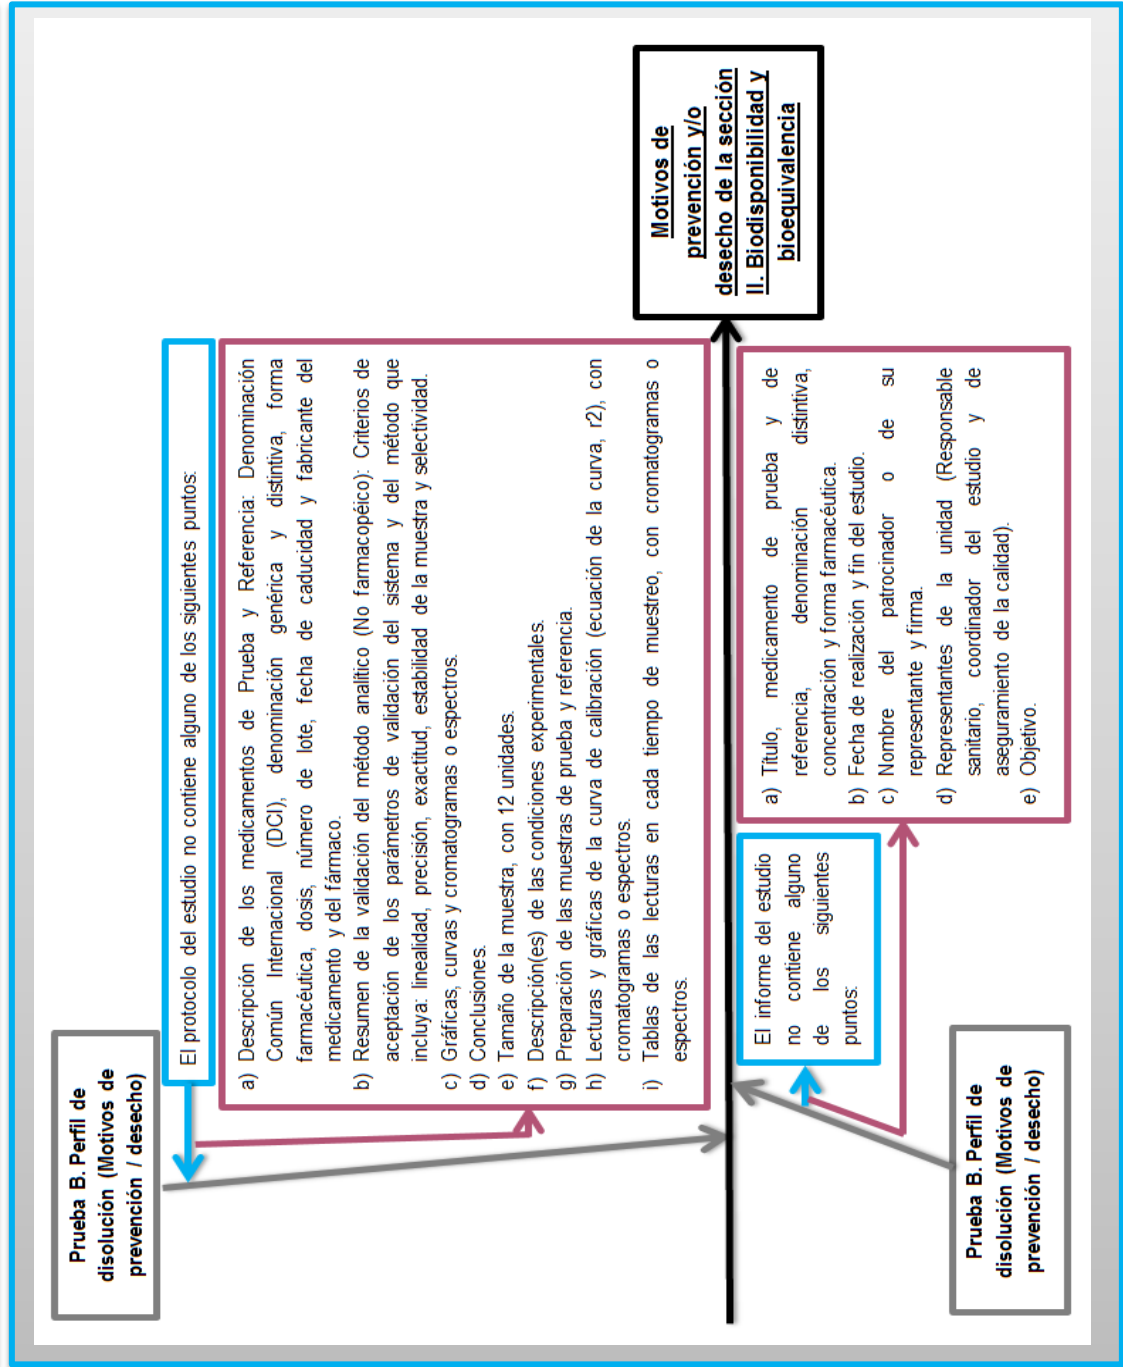 Prueba B. Perfil de
disolución (Motivos de
prevención / desecho)
El protocolo del estudio no contiene alguno de los siguientes puntos:
a) Descripción de los medicamentos de Prueba y Referencia: Denominación
Común Internacional (DCI), denominación genérica y distintiva, forma
farmacéutica, dosis, número de lote, fecha de caducidad y fabricante del
medicamento y del fármaco.
b) Resumen de la validación del método analítico (No farmacopéico): Criterios de
aceptación de los parámetros de validación del sistema y del método que
incluya: linealidad, precisión, exactitud, estabilidad de la muestra y selectividad.
c) Gráficas, curvas y cromatogramas o espectros.
d) Conclusiones.
e) Tamaño de la muestra, con 12 unidades.
f) Descripción(es) de las condiciones experimentales.
g) Preparación de las muestras de prueba y referencia.
h) Lecturas y gráficas de la curva de calibración (ecuación de la curva, r2), con
cromatogramas o espectros.
i) Tablas de las lecturas en cada tiempo de muestreo, con cromatogramas o
espectros.
Motivos de
prevención y/o
desecho de la sección
II. Biodisponibilidad y
bioequivalencia
El informe del estudio
no contiene alguno
de los siguientes
puntos:
a) Título, medicamento de prueba y de
referencia, denominación distintiva,
concentración y forma farmacéutica.
b) Fecha de realización y fin del estudio.
c) Nombre del patrocinador o de su
representante y firma.
d) Representantes de la unidad (Responsable
sanitario, coordinador del estudio y de
aseguramiento de la calidad).
e) Objetivo.
Prueba B. Perfil de
disolución (Motivos de
prevención / desecho)